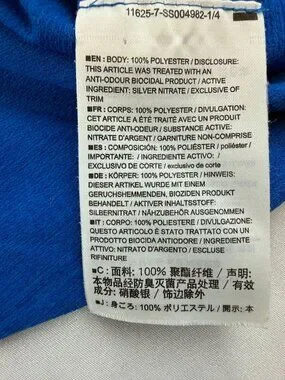 11625-7-SS004982-1/4
■EN: BODY: 100% POLYESTER / DISCLOSURE:
THIS ARTICLE WAS TREATED WITH AN
ANTI-ODOUR BIOCIDAL PRODUCT / ACTIVE
INGREDIENT: SILVER NITRATE / EXCLUSIVE OF
TRIM
■FR: CORPS: 100% POLYESTER / DIVULGATION:
CET ARTICLE A ÉTÉ TRAITÉ AVEC UN PRODUIT
BIOCIDE ANTI-ODEUR / SUBSTANCE ACTIVE:
NITRATE D'ARGENT / GARNITURE NON-COMPRISE
■ES: COMPOSICIÓN: 100% POLIÉSTER / poliéster /
IMPORTANTE: / INGREDIENTE ACTIVO: /
EXCLUSIVO DE CORTE / exclusivo de corte
■DE: KÖRPER: 100% POLYESTER / HINWEIS:
DIESER ARTIKEL WURDE MIT EINEM
GERUCHSHEMMENDEN, BIOZIDEN PRODUKT
BEHANDELT / AKTIVER INHALTSSTOFF:
SILBERNITRAT / NÄHZUBEHÖR AUSGENOMMEN
■IT: CORPO: 100% POLIESTERE / DIVULGAZIONE:
QUESTO ARTICOLO È STATO TRATTATO CON UN
PRODOTTO BIOCIDA ANTIODORE / INGREDIENTE
ATTIVO: NITRATO D'ARGENTO / ESCLUSE
RIFINITURE
■C: 面料: 100% 聚酯纤维 / 声明:
本物品经防臭灭菌产品处理 / 有效
成分: 硝酸银 / 饰边除外
■J: 身ごろ: 100% ポリエステル / 開示: 本